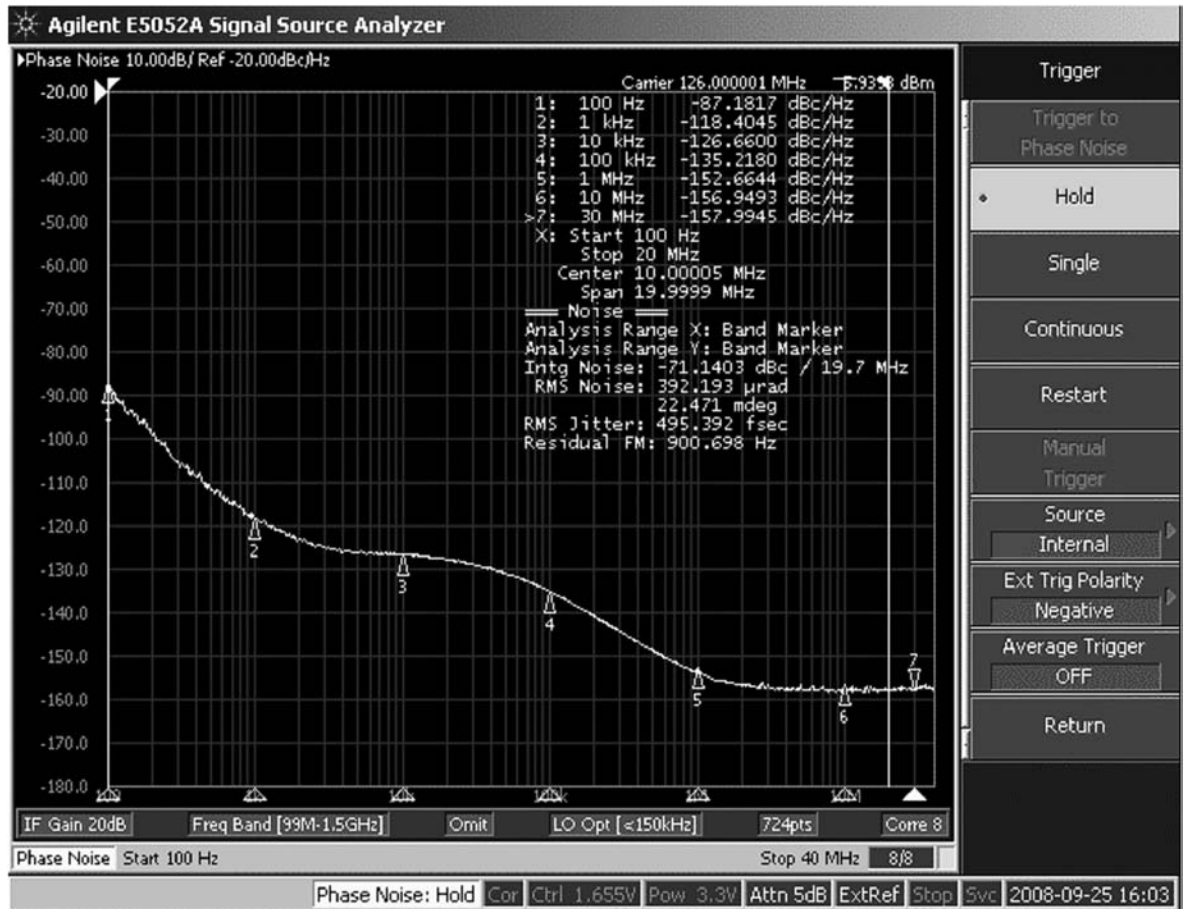 Agilent E5052A Signal Source Analyzer
Phase Noise 10.00dB/ Ref -20.00dBc/Hz
Carrier 126.000001 MHz dBm
-20.00
-30.00
-40.00
-50.00
-60.00
-70.00
-80.00
-90.00
-100.0
-110.0
-120.0
-130.0
-140.0
-150.0
-160.0
-170.0
-180.0
1: 100 Hz -87.1817 dBc/Hz
2: 1 kHz -118.4045 dBc/Hz
3: 10 kHz -126.6600 dBc/Hz
4: 100 kHz -135.2180 dBc/Hz
5: 1 MHz -152.6644 dBc/Hz
6: 10 MHz -156.9493 dBc/Hz
>7: 30 MHz -157.9945 dBc/Hz
X: Start 100 Hz
Stop 20 MHz
Center 10.00005 MHz
Span 19.9999 MHz
=== Noise ===
Analysis Range X: Band Marker
Analysis Range Y: Band Marker
Intg Noise: -71.1403 dBc / 19.7 MHz
RMS Noise: 392.193 µrad
22.471 mdeg
RMS Jitter: 495.392 fsec
Residual FM: 900.698 Hz
1
2
3
4
5
6
7
IF Gain 20dB Freq Band [99M-1.5GHz] Omit LO Opt [<150kHz] 724pts Corre 8
Phase Noise Start 100 Hz Stop 40 MHz 8/8
Phase Noise: Hold Cor Ctrl 1.655V Pow 3.3V Attn 5dB ExtRef Stop Svc 2008-09-25 16:03
Trigger
Trigger to
Phase Noise
Hold
Single
Continuous
Restart
Manual
Trigger
Source
Internal
Ext Trig Polarity
Negative
Average Trigger
OFF
Return